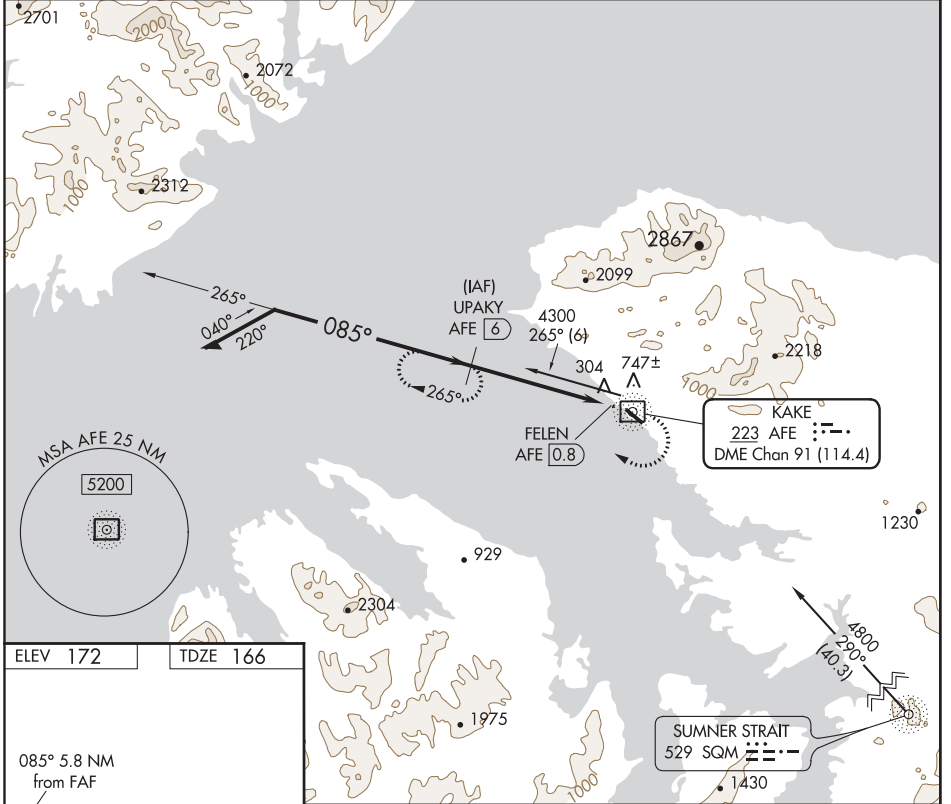 2701
2000
2072
1000
2312
1000
2867
2099
(IAF)
UPAKY
AFE 6
4300
265° (6)
265°
040°
220°
085°
304
747±
2218
1000
265°
KAKE
223 AFE
DME Chan 91 (114.4)
FELEN
AFE 0.8
MSA AFE 25 NM
5200
1230
929
2304
4800
290°
(40.3)
ELEV 172
TDZE 166
1975
SUMNER STRAIT
529 SQM
085° 5.8 NM
from FAF
1000
1430